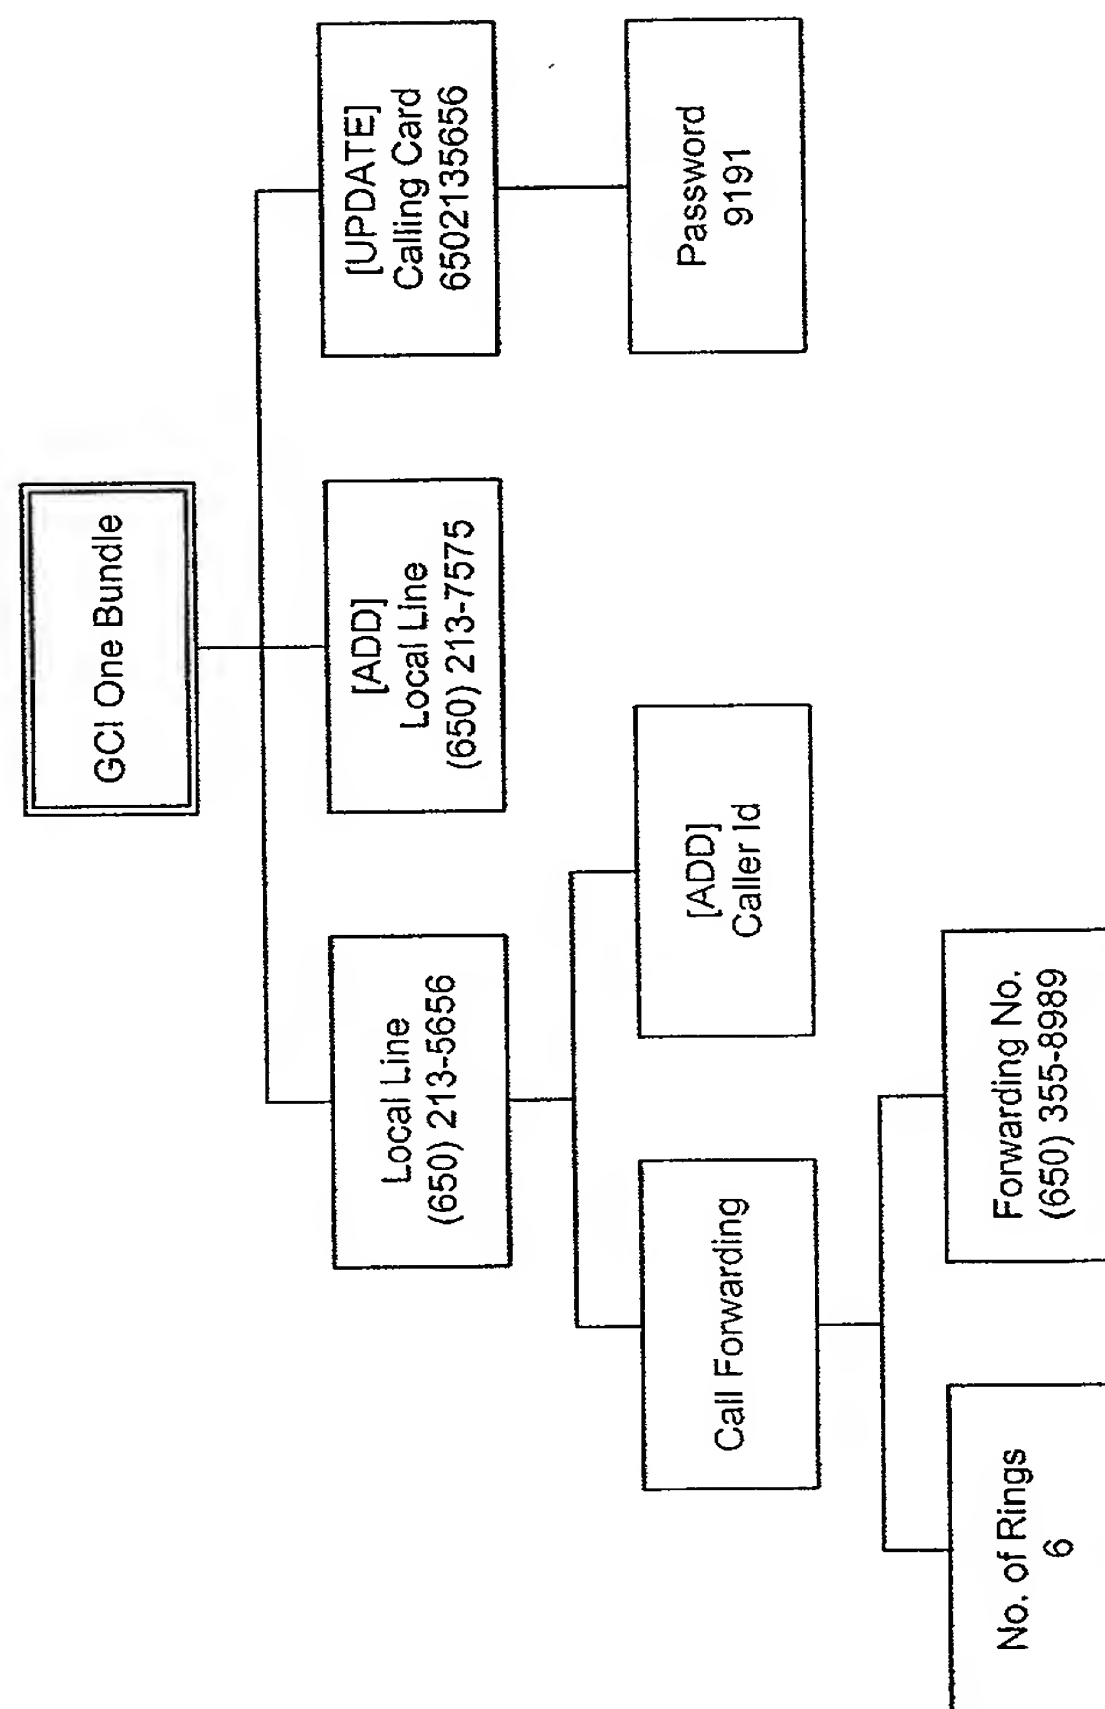 GCI One Bundle
Local Line
(650) 213-5656
[ADD]
Local Line
(650) 213-7575
[UPDATE]
Calling Card
6502135656
Call Forwarding
[ADD]
Caller Id
Password
9191
No. of Rings
6
Forwarding No.
(650) 355-8989